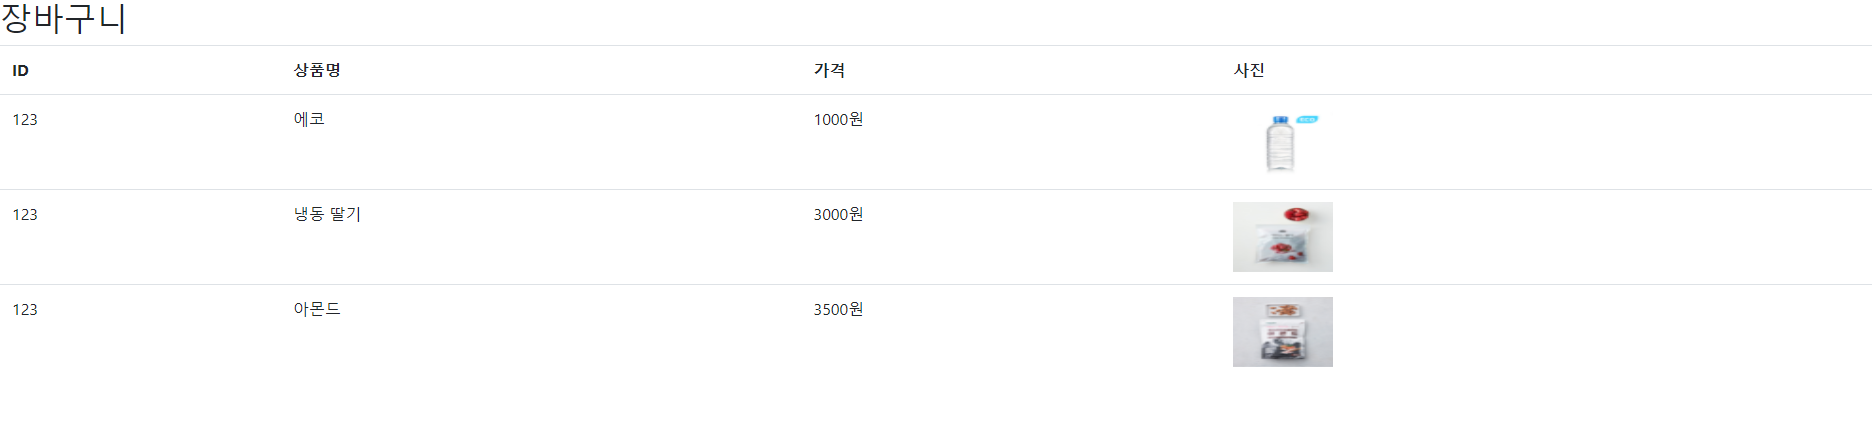 장바구니
ID 상품명 가격 사진
123 에코 1000원
123 냉동 딸기 3000원
123 아몬드 3500원